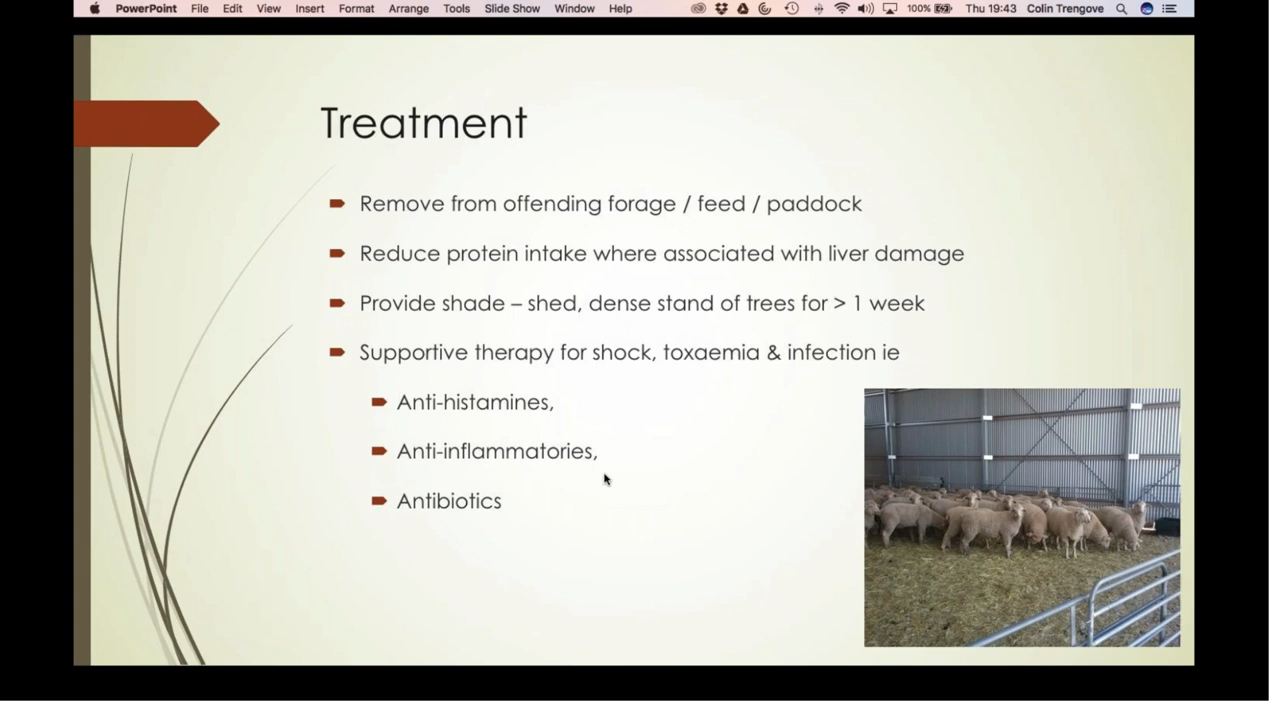 PowerPoint File Edit View Insert Format Arrange Tools Slide Show Window Help 100% Thu 19:43 Colin Trengove
Treatment
Remove from offending forage / feed / paddock
Reduce protein intake where associated with liver damage
Provide shade – shed, dense stand of trees for > 1 week
Supportive therapy for shock, toxaemia & infection ie
Anti-histamines,
Anti-inflammatories,
Antibiotics